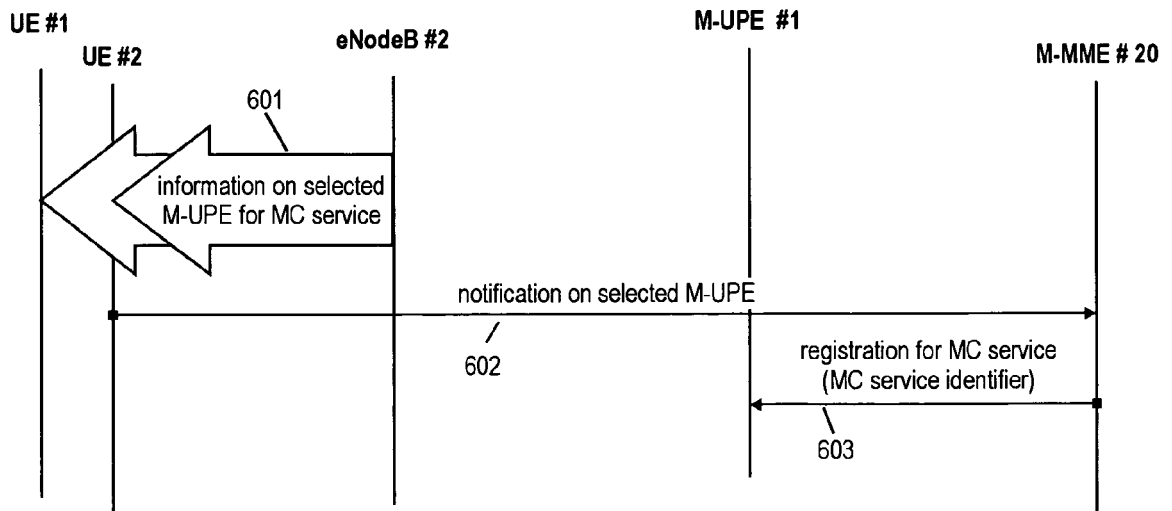 UE #1
UE #2
eNodeB #2
M-UPE #1
M-MME # 20
601
information on selected
M-UPE for MC service
notification on selected M-UPE
602
registration for MC service
(MC service identifier)
603